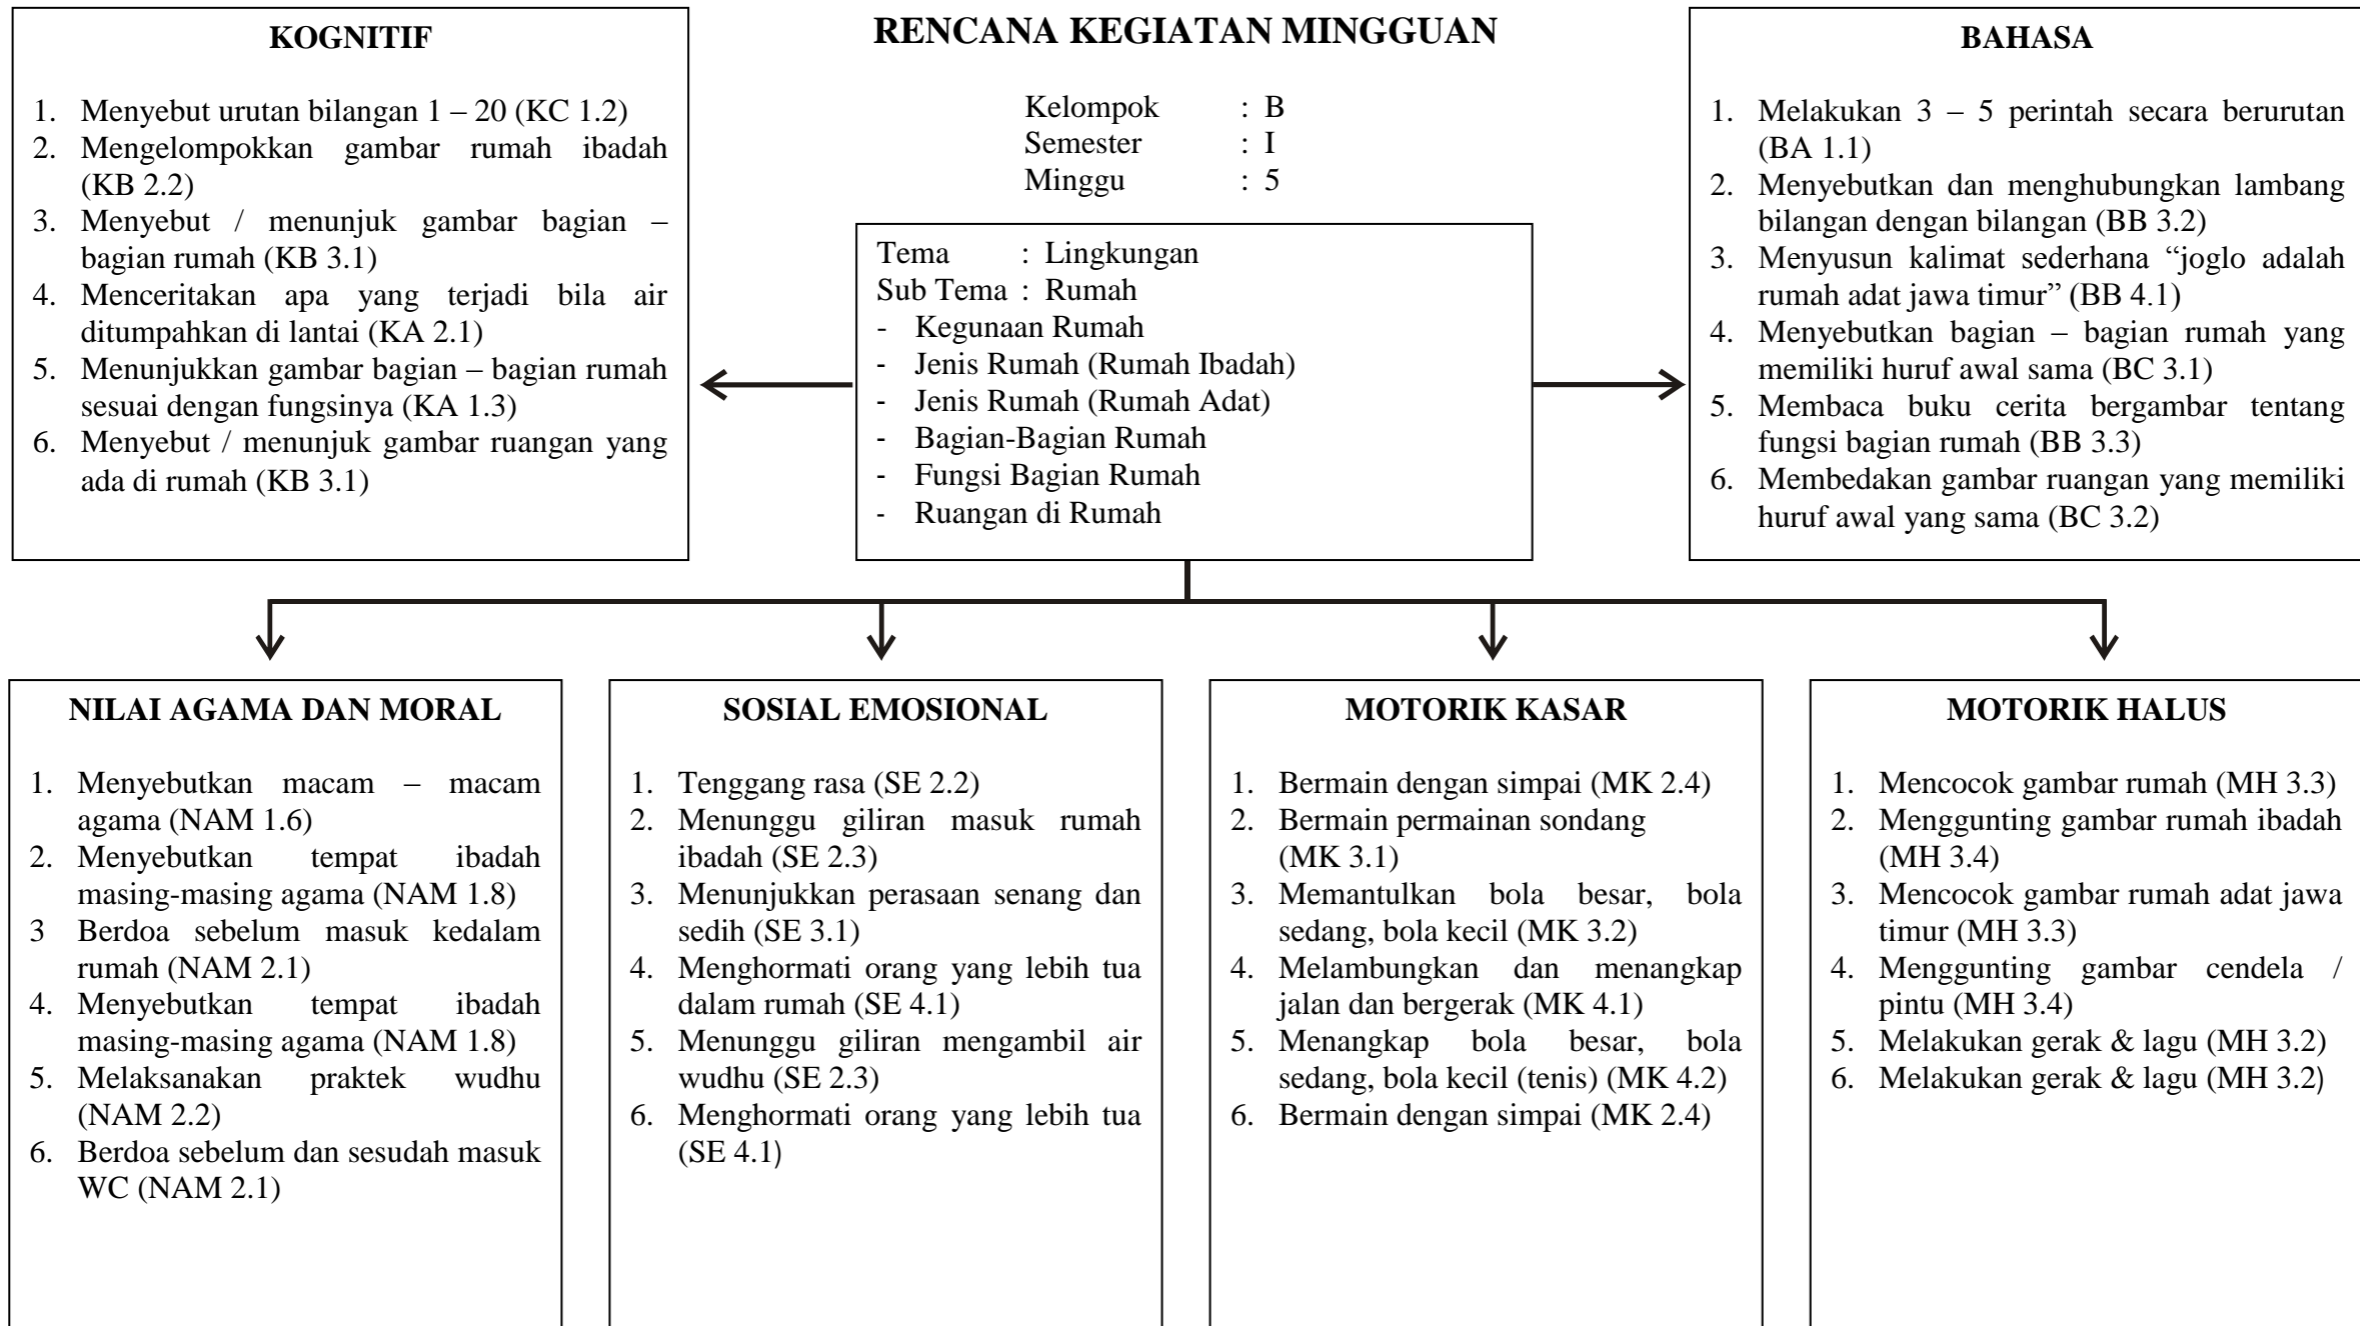 KOGNITIF
1. Menyebut urutan bilangan 1 – 20 (KC 1.2)
2. Mengelompokkan gambar rumah ibadah
(KB 2.2)
3. Menyebut / menunjuk gambar bagian –
bagian rumah (KB 3.1)
4. Menceritakan apa yang terjadi bila air
ditumpahkan di lantai (KA 2.1)
5. Menunjukkan gambar bagian – bagian rumah
sesuai dengan fungsinya (KA 1.3)
6. Menyebut / menunjuk gambar ruangan yang
ada di rumah (KB 3.1)
RENCANA KEGIATAN MINGGUAN
Kelompok : B
Semester : I
Minggu : 5
Tema : Lingkungan
Sub Tema : Rumah
- Kegunaan Rumah
- Jenis Rumah (Rumah Ibadah)
- Jenis Rumah (Rumah Adat)
- Bagian-Bagian Rumah
- Fungsi Bagian Rumah
- Ruangan di Rumah
BAHASA
1. Melakukan 3 – 5 perintah secara berurutan
(BA 1.1)
2. Menyebutkan dan menghubungkan lambang
bilangan dengan bilangan (BB 3.2)
3. Menyusun kalimat sederhana “joglo adalah
rumah adat jawa timur” (BB 4.1)
4. Menyebutkan bagian – bagian rumah yang
memiliki huruf awal sama (BC 3.1)
5. Membaca buku cerita bergambar tentang
fungsi bagian rumah (BB 3.3)
6. Membedakan gambar ruangan yang memiliki
huruf awal yang sama (BC 3.2)
NILAI AGAMA DAN MORAL
1. Menyebutkan macam – macam
agama (NAM 1.6)
2. Menyebutkan tempat ibadah
masing-masing agama (NAM 1.8)
3 Berdoa sebelum masuk kedalam
rumah (NAM 2.1)
4. Menyebutkan tempat ibadah
masing-masing agama (NAM 1.8)
5. Melaksanakan praktek wudhu
(NAM 2.2)
6. Berdoa sebelum dan sesudah masuk
WC (NAM 2.1)
SOSIAL EMOSIONAL
1. Tenggang rasa (SE 2.2)
2. Menunggu giliran masuk rumah
ibadah (SE 2.3)
3. Menunjukkan perasaan senang dan
sedih (SE 3.1)
4. Menghormati orang yang lebih tua
dalam rumah (SE 4.1)
5. Menunggu giliran mengambil air
wudhu (SE 2.3)
6. Menghormati orang yang lebih tua
(SE 4.1)
MOTORIK KASAR
1. Bermain dengan simpai (MK 2.4)
2. Bermain permainan sondang
(MK 3.1)
3. Memantulkan bola besar, bola
sedang, bola kecil (MK 3.2)
4. Melambungkan dan menangkap
jalan dan bergerak (MK 4.1)
5. Menangkap bola besar, bola
sedang, bola kecil (tenis) (MK 4.2)
6. Bermain dengan simpai (MK 2.4)
MOTORIK HALUS
1. Mencocok gambar rumah (MH 3.3)
2. Menggunting gambar rumah ibadah
(MH 3.4)
3. Mencocok gambar rumah adat jawa
timur (MH 3.3)
4. Menggunting gambar cendela /
pintu (MH 3.4)
5. Melakukan gerak & lagu (MH 3.2)
6. Melakukan gerak & lagu (MH 3.2)